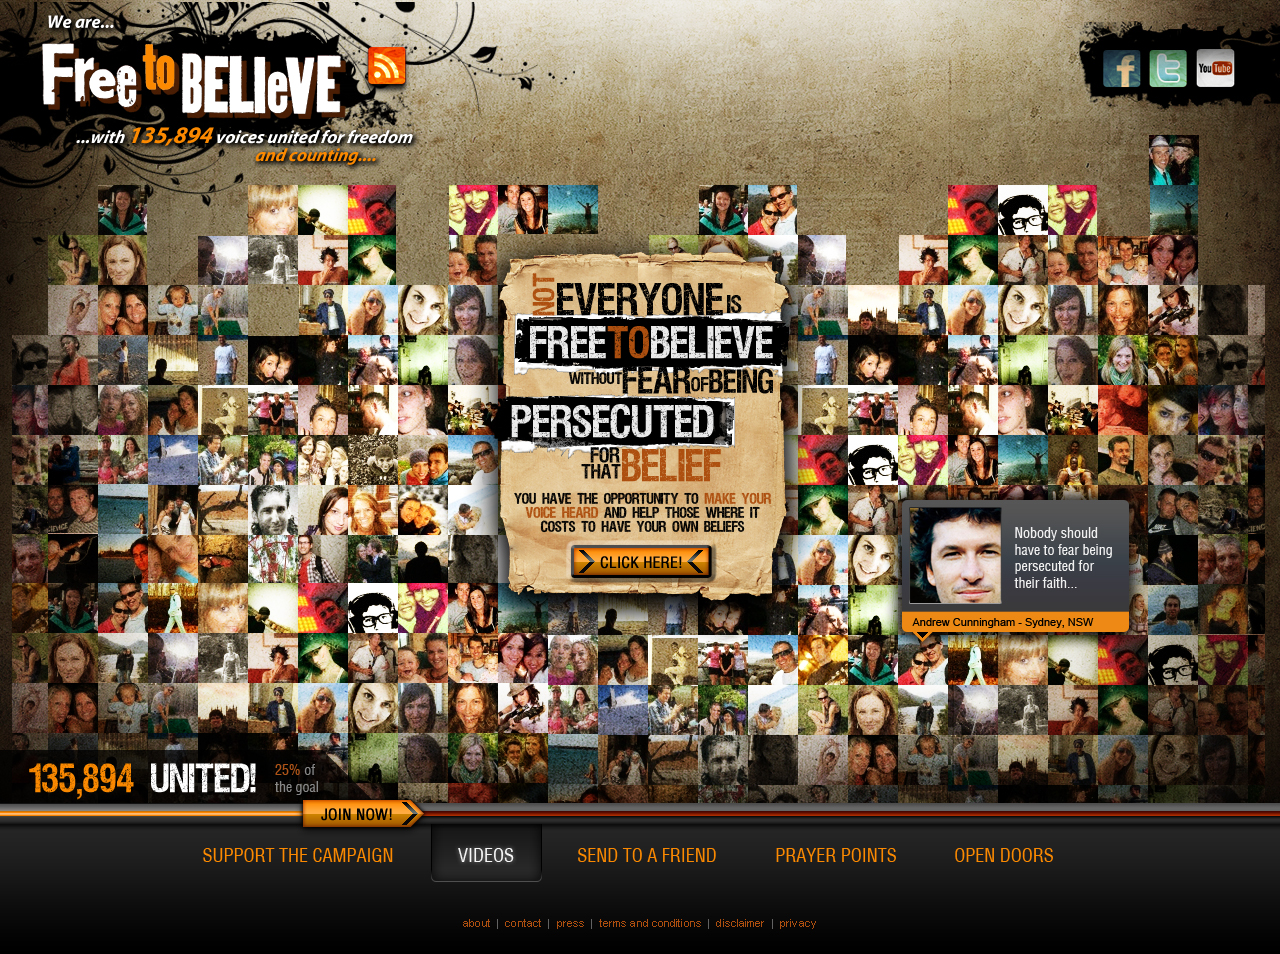 We are...
Free to BELIEVE
...with 135,894 voices united for freedom
and counting....
f
t
You Tube
NOT EVERYONE IS
FREE TO BELIEVE
WITHOUT FEAR OF BEING
PERSECUTED
FOR THAT BELIEF
YOU HAVE THE OPPORTUNITY TO MAKE YOUR
VOICE HEARD AND HELP THOSE WHERE IT
COSTS TO HAVE YOUR OWN BELIEFS
CLICK HERE!
Nobody should
have to fear being
persecuted for
their faith...
Andrew Cunningham - Sydney, NSW
135,894 UNITED!
25% of
the goal
JOIN NOW!
SUPPORT THE CAMPAIGN VIDEOS SEND TO A FRIEND PRAYER POINTS OPEN DOORS
about | contact | press | terms and conditions | disclaimer | privacy